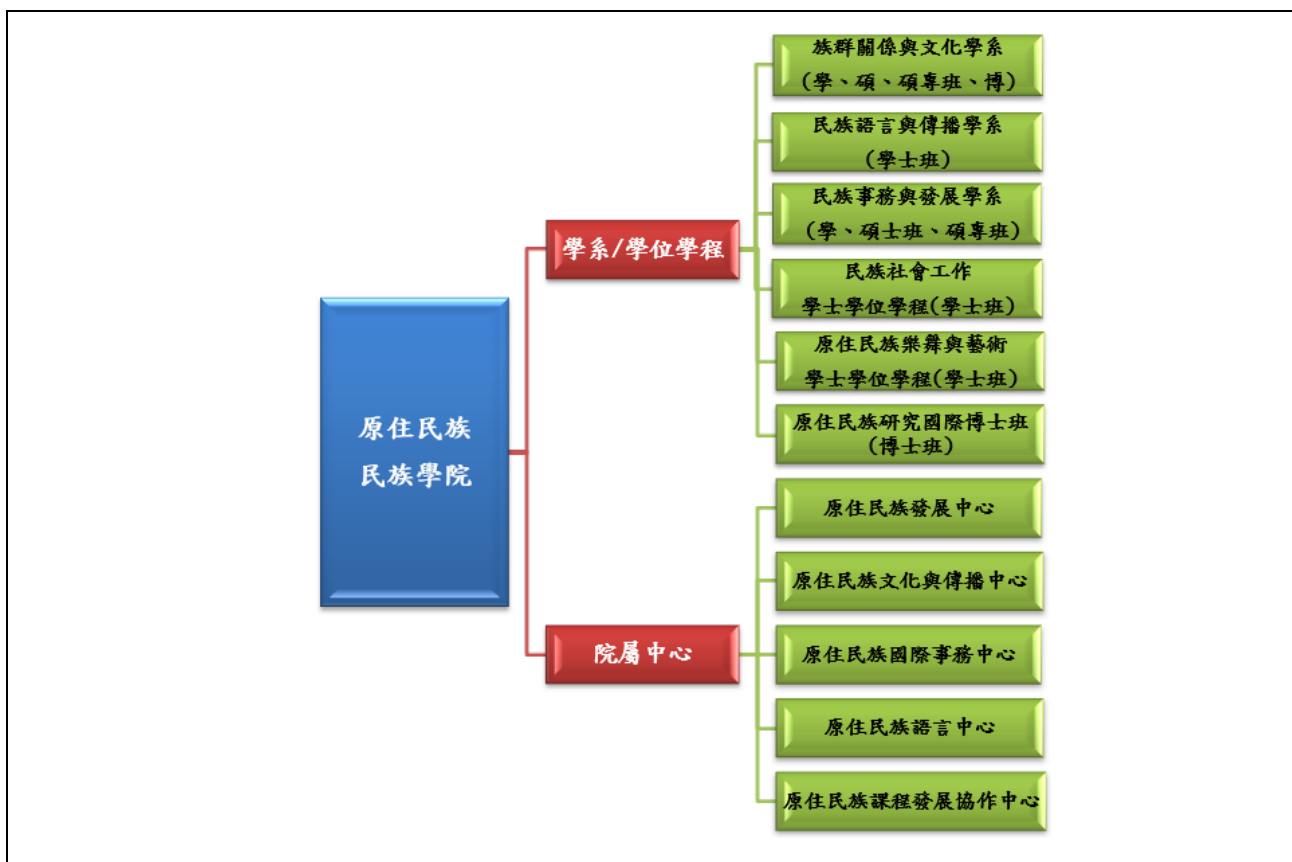 原住民族
民族學院
學系/學位學程
族群關係與文化學系
(學、碩、碩專班、博)
民族語言與傳播學系
(學士班)
民族事務與發展學系
(學、碩士班、碩專班)
民族社會工作
學士學位學程(學士班)
原住民族樂舞與藝術
學士學位學程(學士班)
原住民族研究國際博士班
(博士班)
院屬中心
原住民族發展中心
原住民族文化與傳播中心
原住民族國際事務中心
原住民族語言中心
原住民族課程發展協作中心